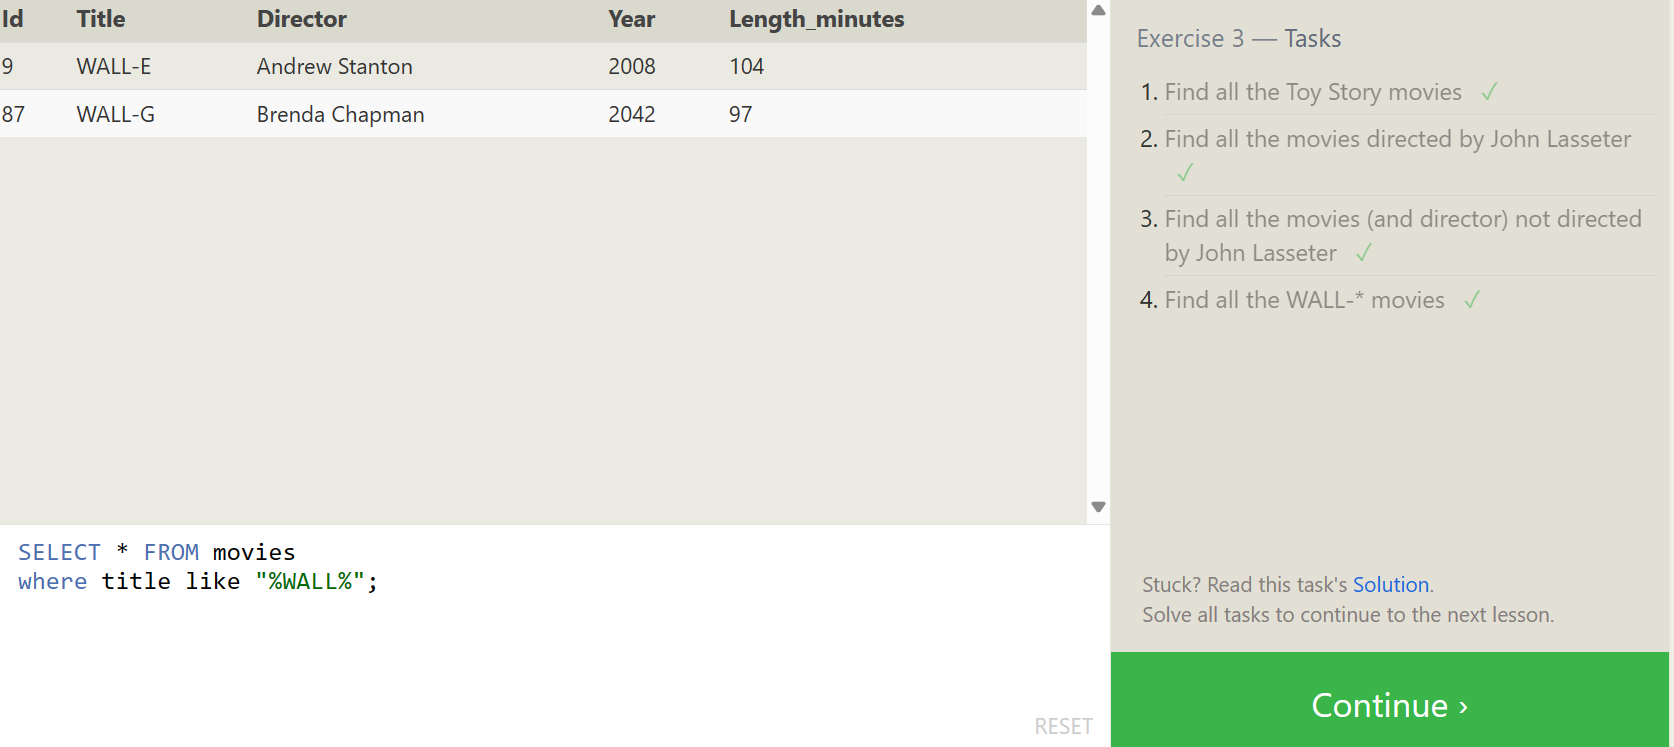 Id Title Director Year Length_minutes
9 WALL-E Andrew Stanton 2008 104
87 WALL-G Brenda Chapman 2042 97
SELECT * FROM movies
where title like "%WALL%";
RESET
Exercise 3 — Tasks
1. Find all the Toy Story movies ✓
2. Find all the movies directed by John Lasseter
✓
3. Find all the movies (and director) not directed
by John Lasseter ✓
4. Find all the WALL-* movies ✓
Stuck? Read this task's Solution.
Solve all tasks to continue to the next lesson.
Continue ›